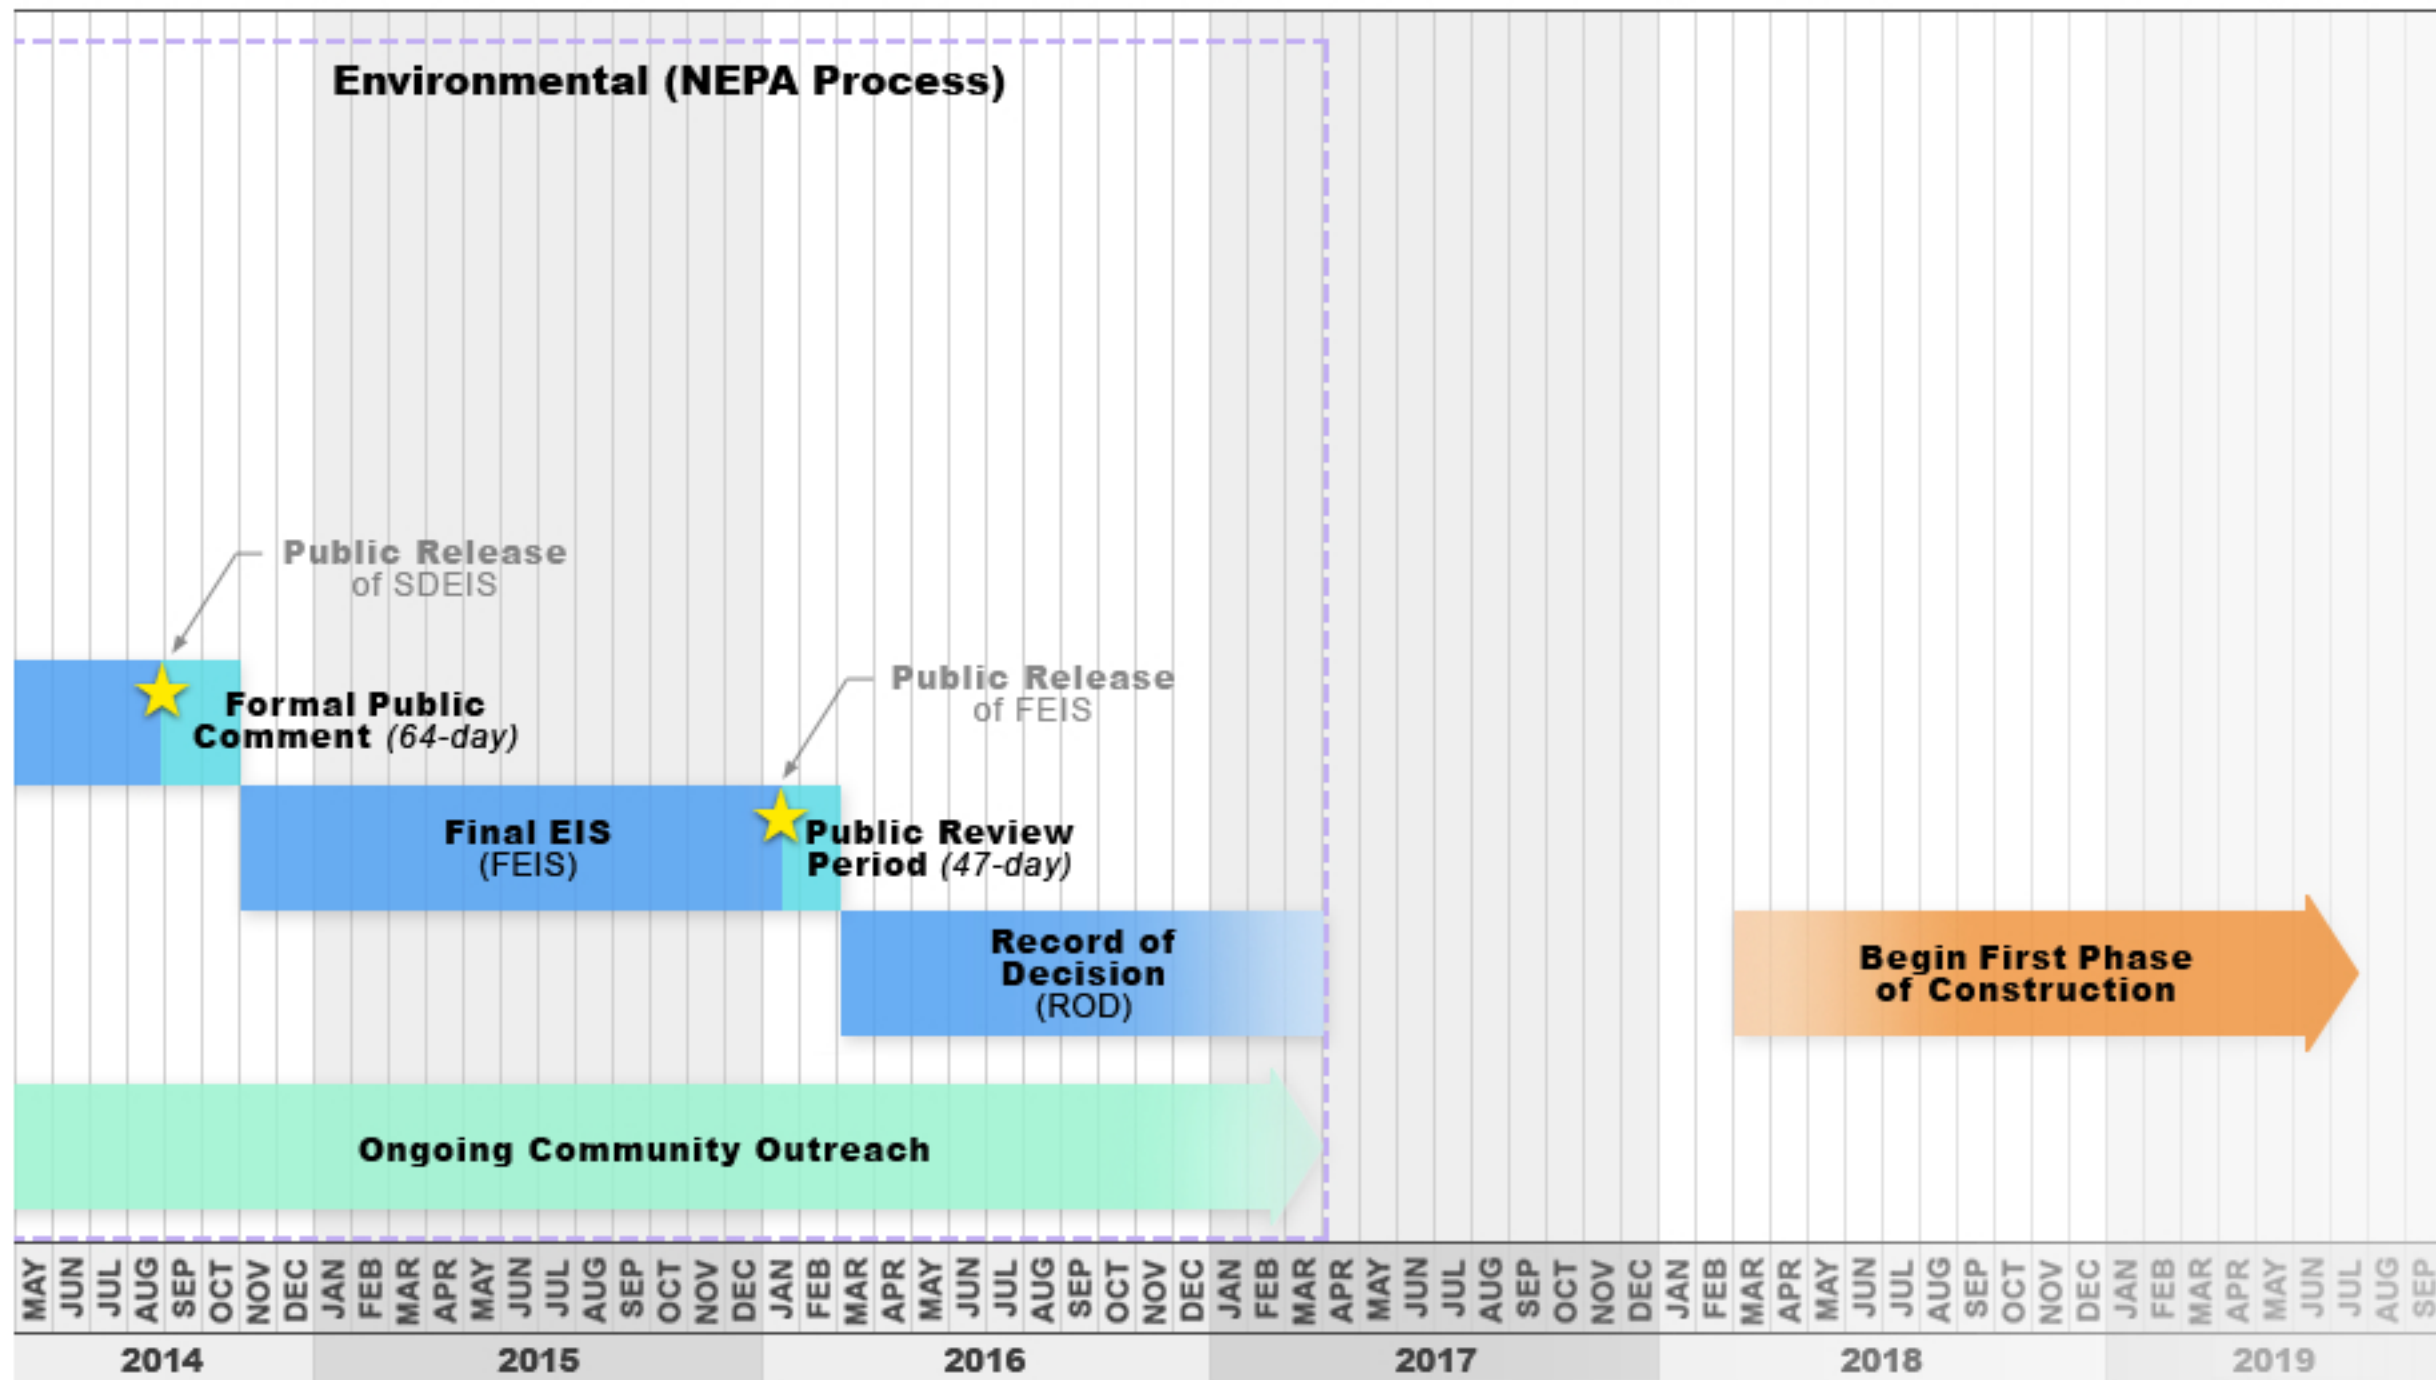 Environmental (NEPA Process)
Public Release
of SDEIS
Formal Public
Comment (64-day)
Public Release
of FEIS
Final EIS
(FEIS)
Public Review
Period (47-day)
Record of
Decision
(ROD)
Begin First Phase
of Construction
Ongoing Community Outreach
MAY JUN JUL AUG SEP OCT NOV DEC JAN FEB MAR APR MAY JUN JUL AUG SEP OCT NOV DEC JAN FEB MAR APR MAY JUN JUL AUG SEP OCT NOV DEC JAN FEB MAR APR MAY JUN JUL AUG SEP OCT NOV DEC JAN FEB MAR APR MAY JUN JUL AUG SEP OCT NOV DEC JAN FEB MAR APR MAY JUN JUL AUG SEP
2014 2015 2016 2017 2018 2019